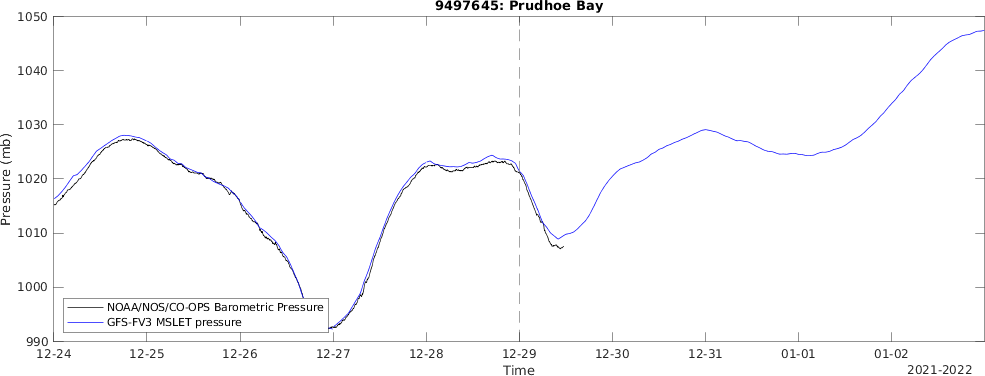 9497645: Prudhoe Bay
Pressure (mb)
1050
1040
1030
1020
1010
1000
990
NOAA/NOS/CO-OPS Barometric Pressure
GFS-FV3 MSLET pressure
12-24 12-25 12-26 12-27 12-28 12-29 12-30 12-31 01-01 01-02
Time
2021-2022